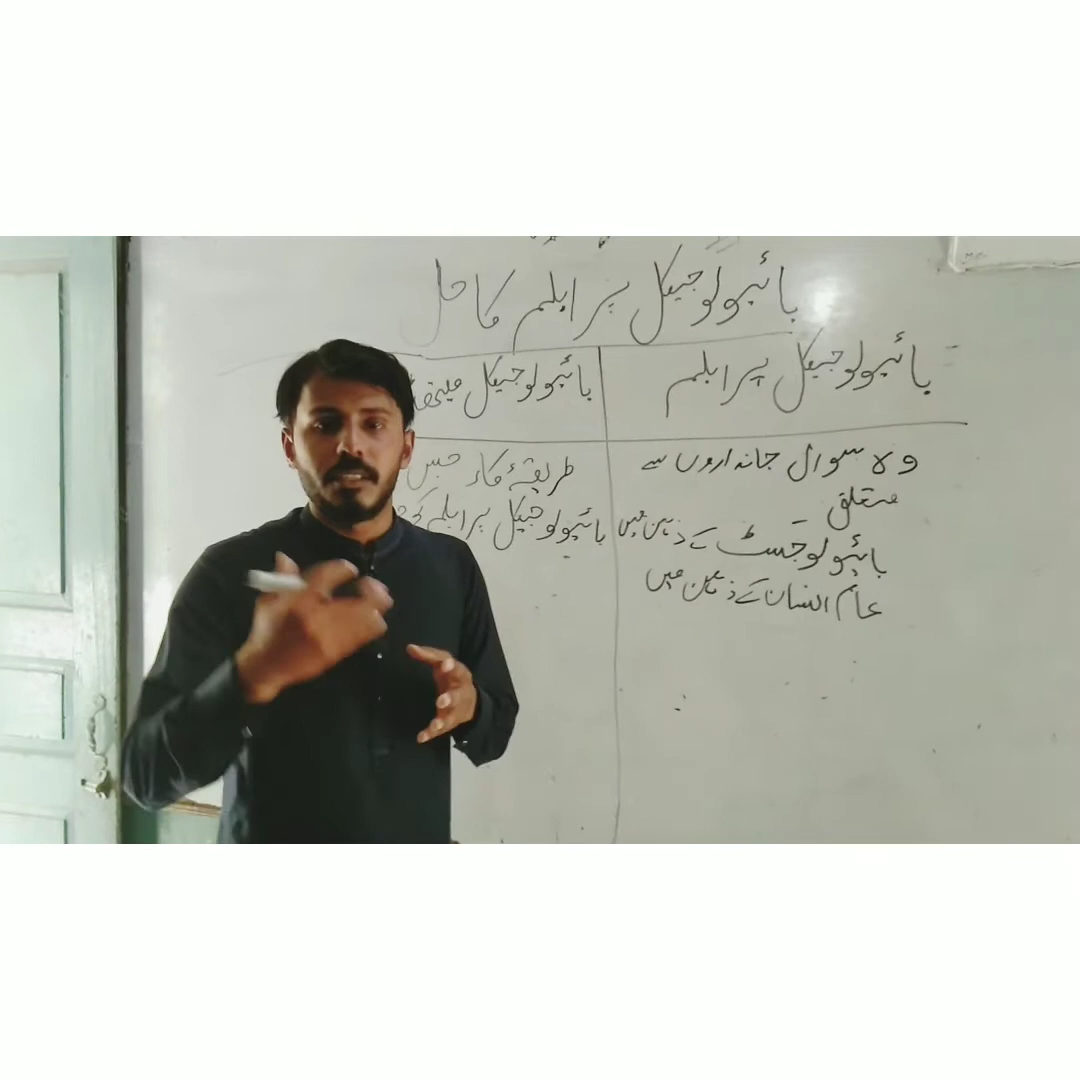 بائیولوجیکل پرابلم کا حل
بائیولوجیکل پرابلم
وہ سوال جانداروں سے
متعلق
بائیولوجسٹ کے ذہن میں
عام انسان کے ذہن میں
بائیولوجیکل میتھڈ
طریقۂ کار جس
بائیولوجیکل پرابلم